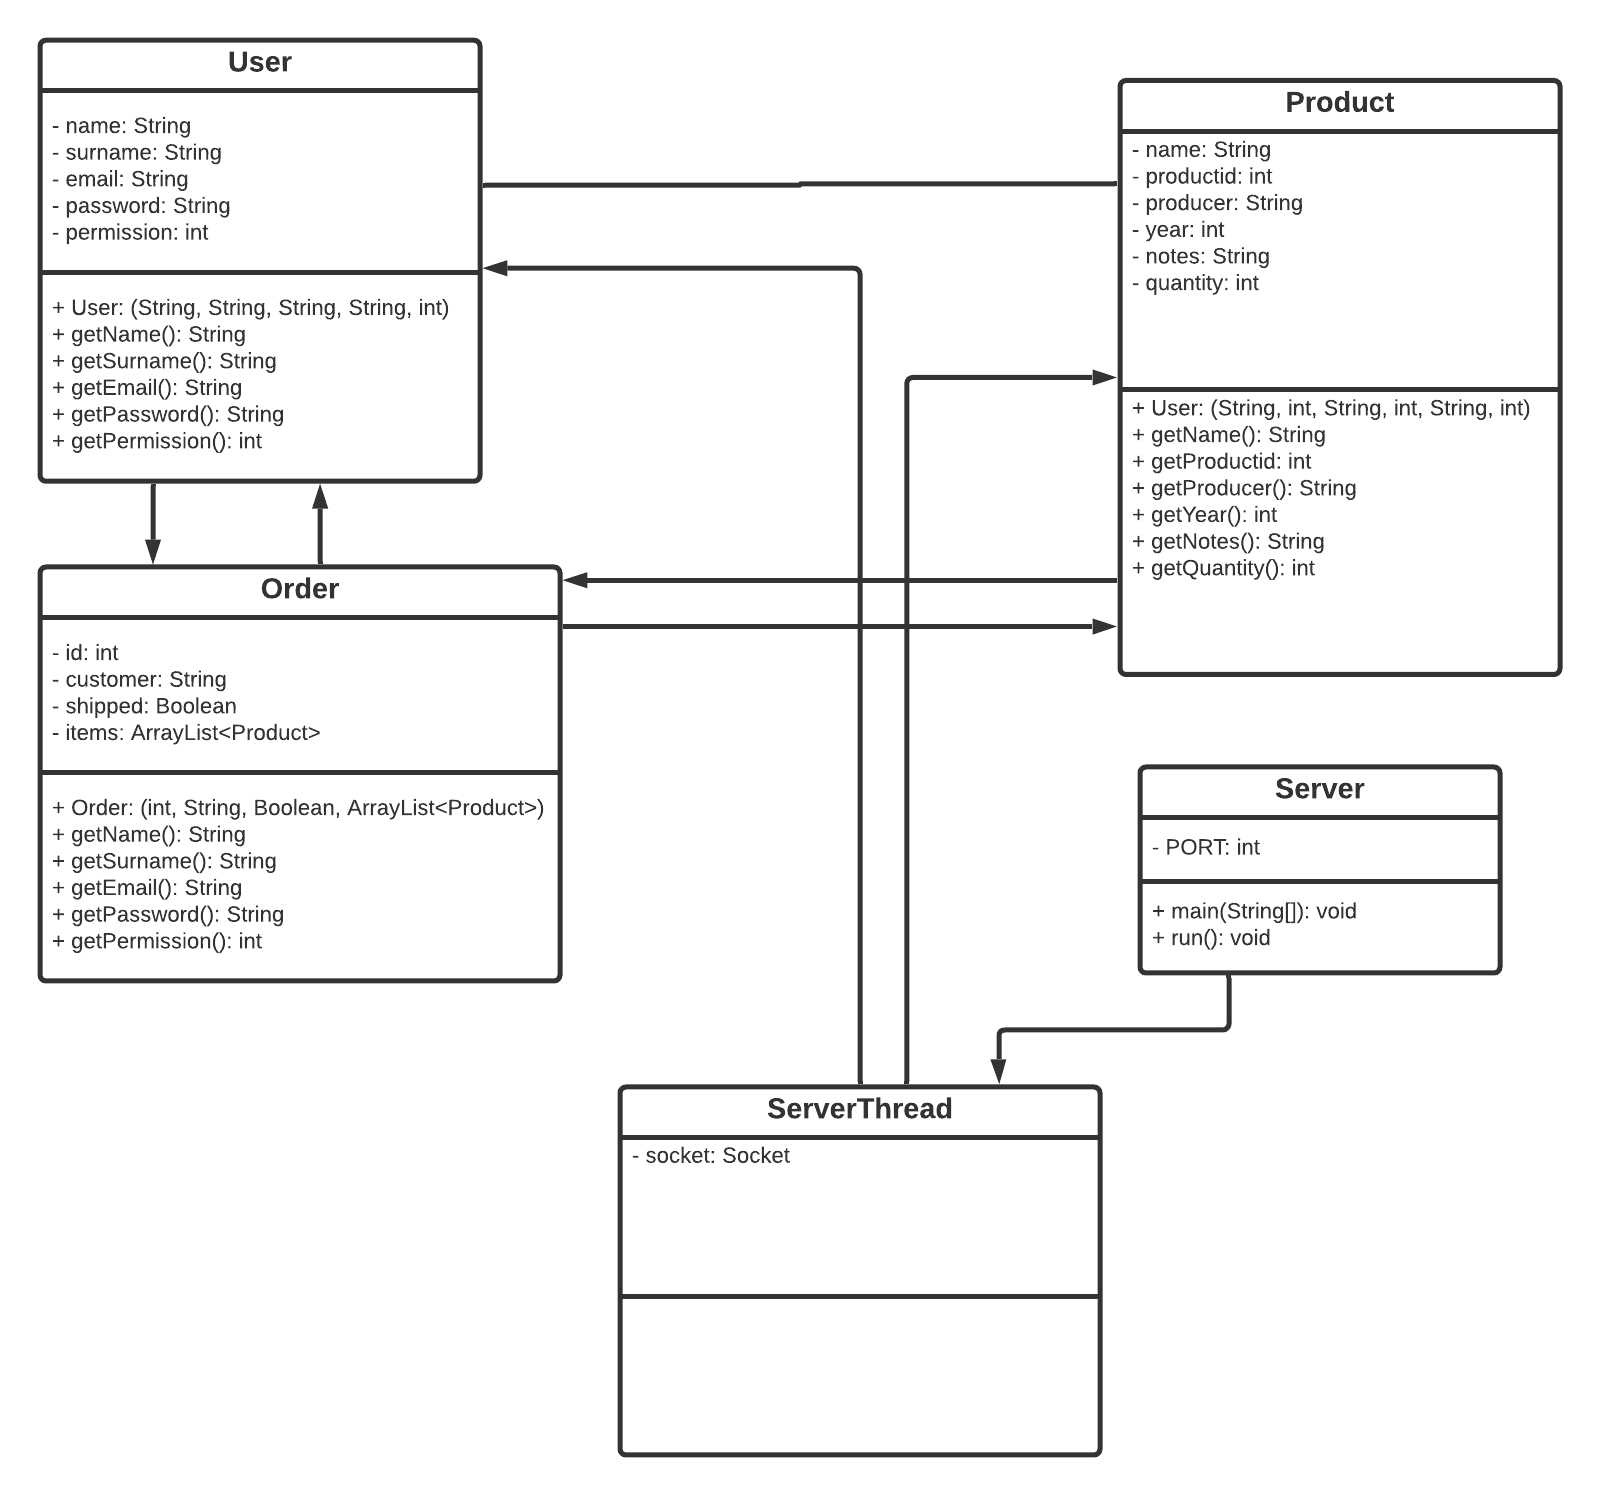 User
- name: String
- surname: String
- email: String
- password: String
- permission: int
+ User: (String, String, String, String, int)
+ getName(): String
+ getSurname(): String
+ getEmail(): String
+ getPassword(): String
+ getPermission(): int
Product
- name: String
- productid: int
- producer: String
- year: int
- notes: String
- quantity: int
+ User: (String, int, String, int, String, int)
+ getName(): String
+ getProductid: int
+ getProducer(): String
+ getYear(): int
+ getNotes(): String
+ getQuantity(): int
Order
- id: int
- customer: String
- shipped: Boolean
- items: ArrayList<Product>
+ Order: (int, String, Boolean, ArrayList<Product>)
+ getName(): String
+ getSurname(): String
+ getEmail(): String
+ getPassword(): String
+ getPermission(): int
Server
- PORT: int
+ main(String[]): void
+ run(): void
ServerThread
- socket: Socket